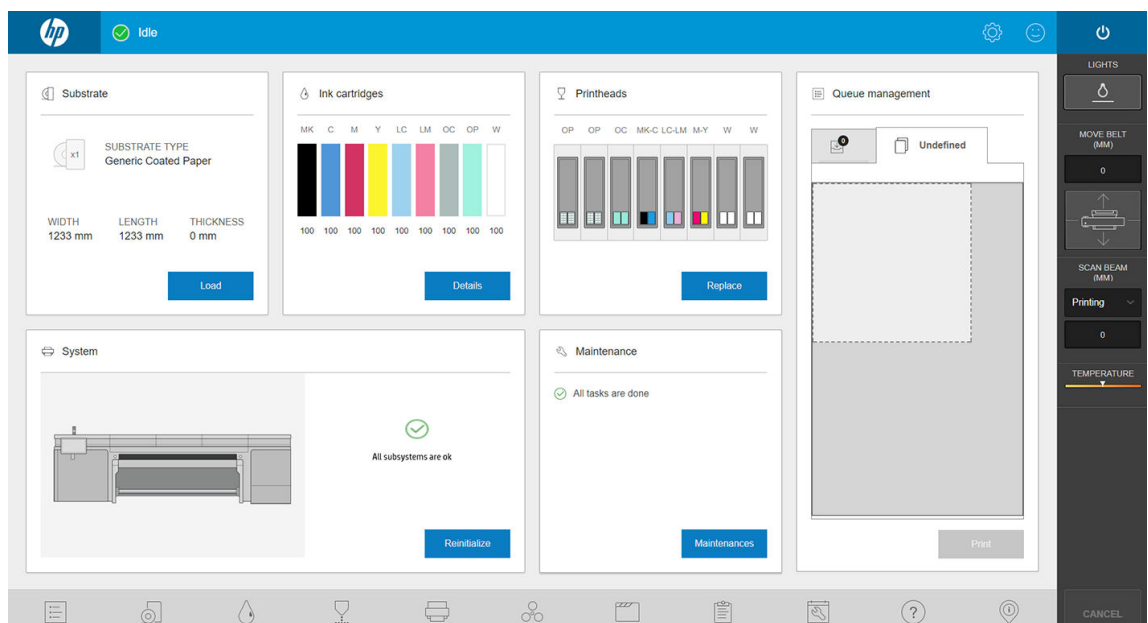 hp
Idle
LIGHTS
MOVE BELT
(MM)
0
SCAN BEAM
(MM)
Printing
0
TEMPERATURE
CANCEL
Substrate
x1
SUBSTRATE TYPE
Generic Coated Paper
WIDTH LENGTH THICKNESS
1233 mm 1233 mm 0 mm
Load
Ink cartridges
MK C M Y LC LM OC OP W
100 100 100 100 100 100 100 100 100
Details
Printheads
OP OP OC MK-C LC-LM M-Y W W
Replace
Queue management
0
Undefined
Print
System
All subsystems are ok
Reinitialize
Maintenance
All tasks are done
Maintenances
?